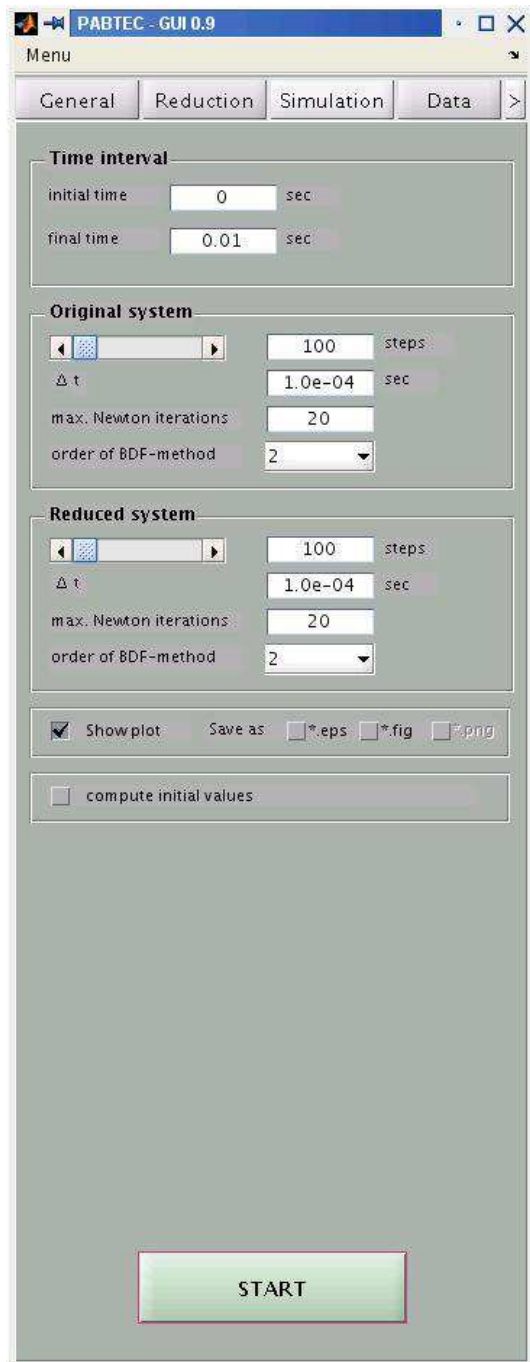 PABTEC - GUI 0.9
Menu
General Reduction Simulation Data >
Time interval
initial time 0 sec
final time 0.01 sec
Original system
100 steps
Δ t 1.0e-04 sec
max. Newton iterations 20
order of BDF-method 2
Reduced system
100 steps
Δ t 1.0e-04 sec
max. Newton iterations 20
order of BDF-method 2
Show plot Save as *.eps *.fig *.png
compute initial values
START